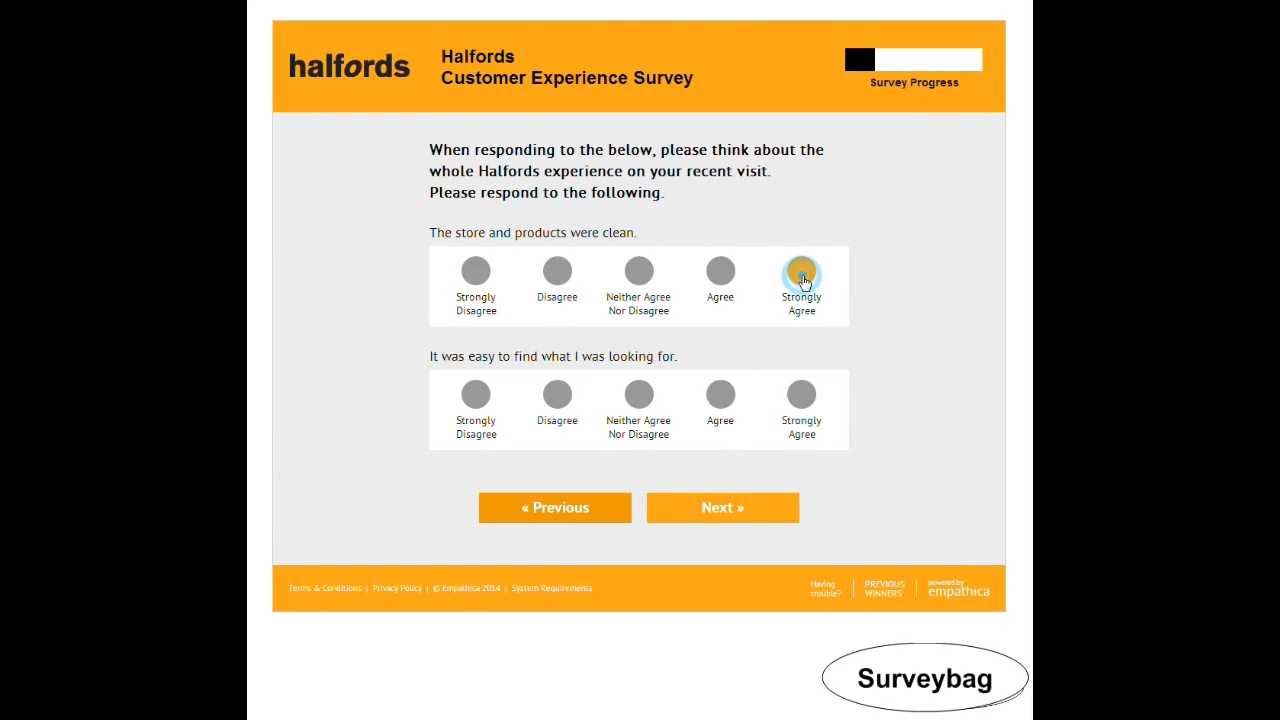 halfords
Halfords
Customer Experience Survey
Survey Progress
When responding to the below, please think about the
whole Halfords experience on your recent visit.
Please respond to the following.
The store and products were clean.
Strongly Disagree
Disagree
Neither Agree Nor Disagree
Agree
Strongly Agree
It was easy to find what I was looking for.
Strongly Disagree
Disagree
Neither Agree Nor Disagree
Agree
Strongly Agree
« Previous
Next »
Terms & Conditions | Privacy Policy | © Empathica 2014 | System Requirements
Having trouble?
PREVIOUS WINNERS
powered by
empathica
Surveybag